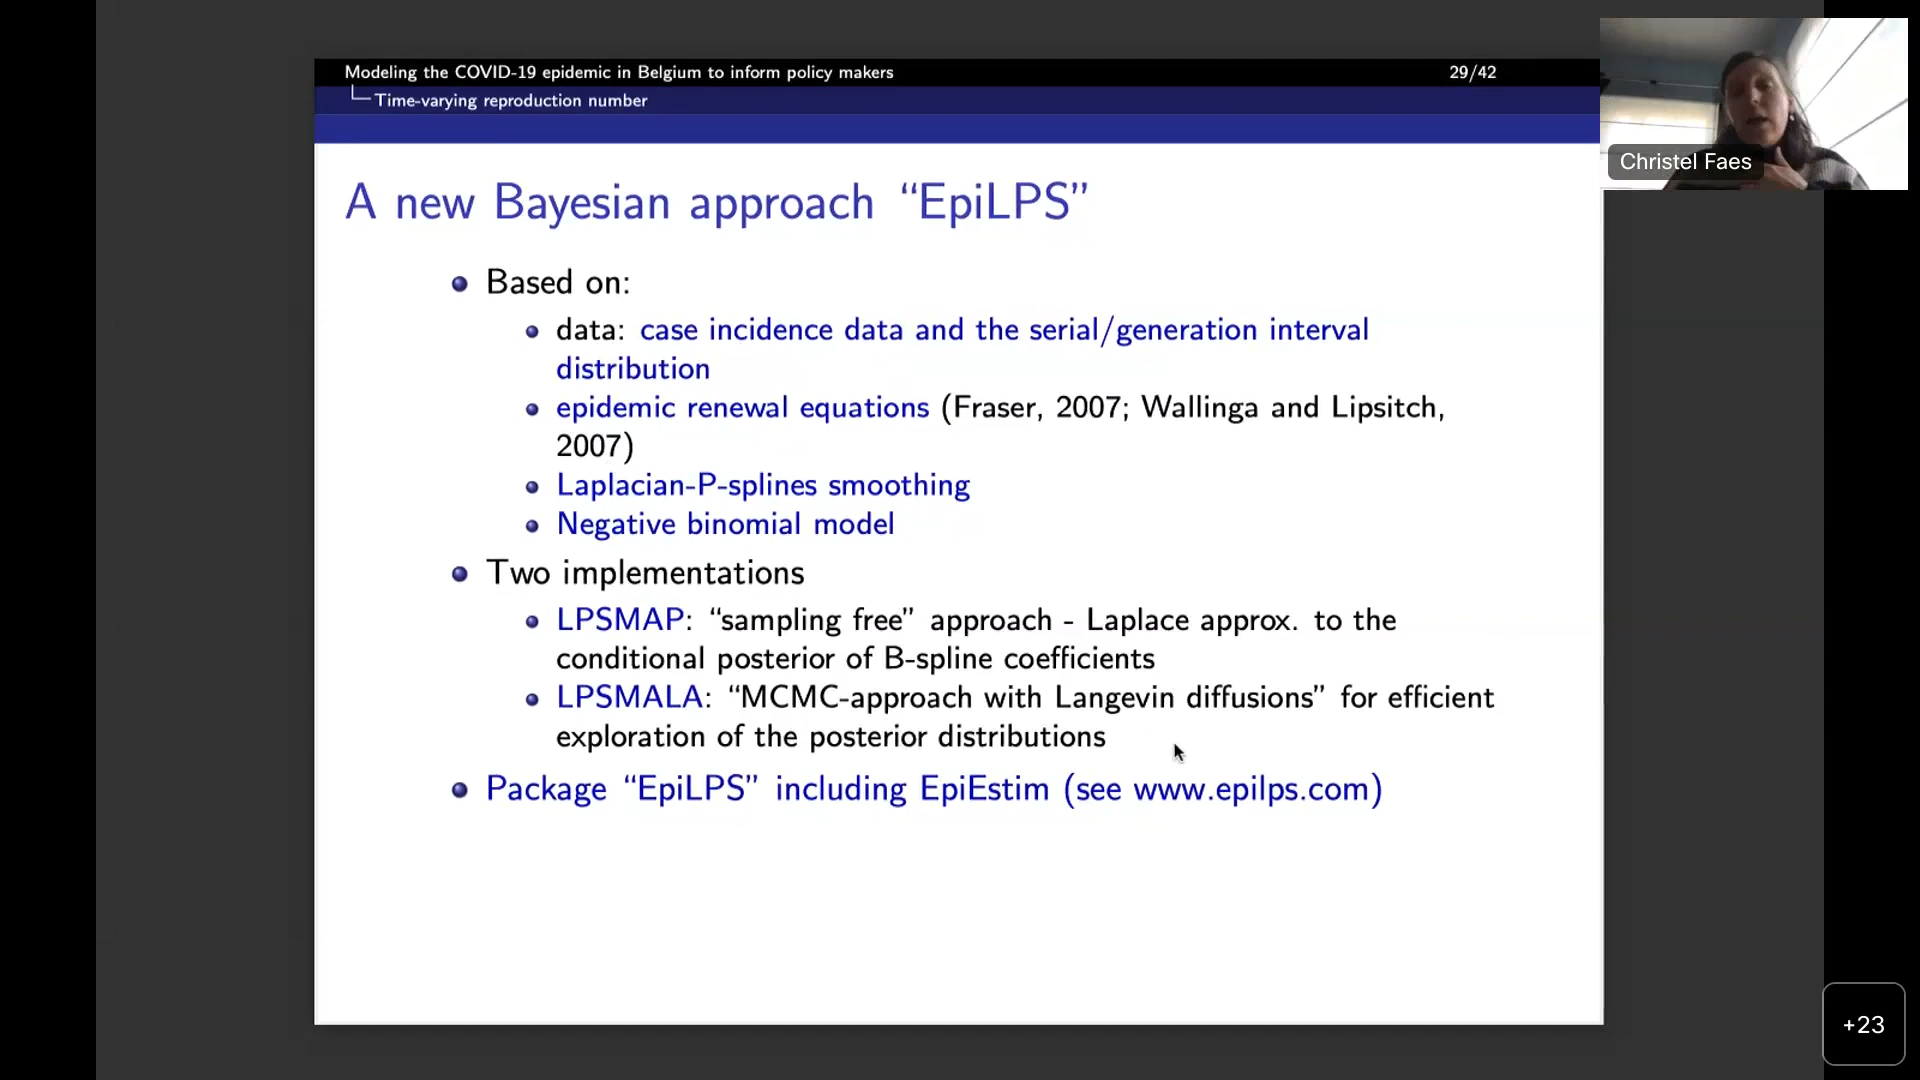 Modeling the COVID-19 epidemic in Belgium to inform policy makers
29/42
Time-varying reproduction number
Christel Faes
A new Bayesian approach “EpiLPS”
Based on:
data: case incidence data and the serial/generation interval
distribution
epidemic renewal equations (Fraser, 2007; Wallinga and Lipsitch,
2007)
Laplacian-P-splines smoothing
Negative binomial model
Two implementations
LPSMAP: “sampling free” approach - Laplace approx. to the
conditional posterior of B-spline coefficients
LPSMALA: “MCMC-approach with Langevin diffusions” for efficient
exploration of the posterior distributions
Package “EpiLPS” including EpiEstim (see www.epilps.com)
+23